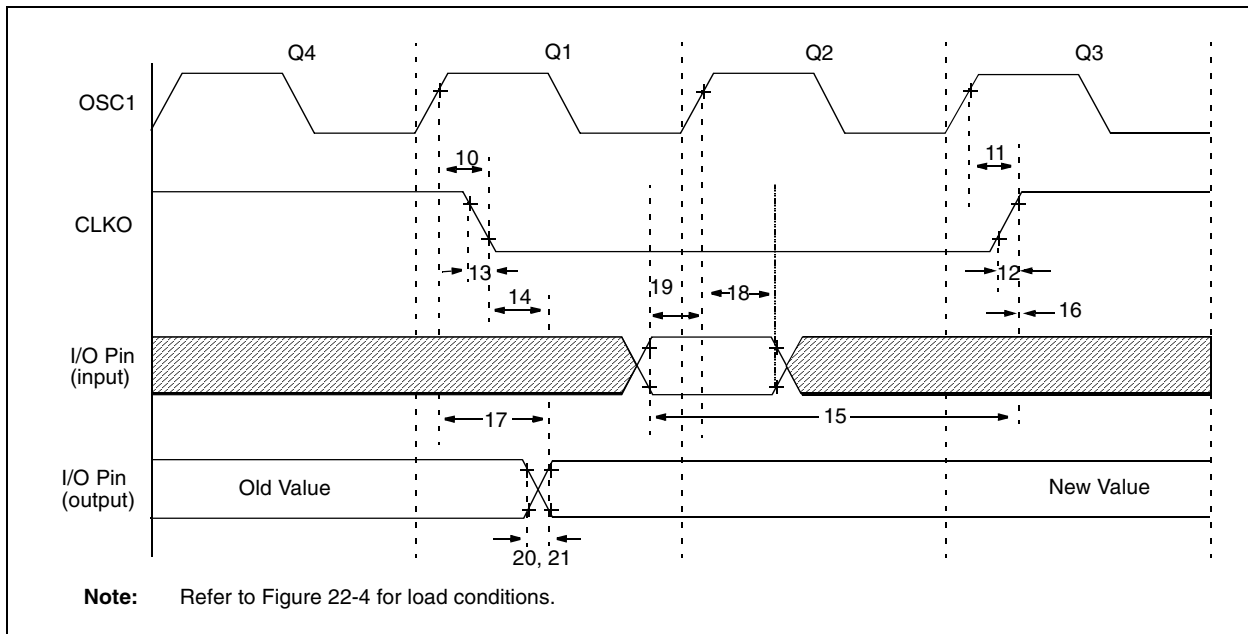 Q4 Q1 Q2 Q3
OSC1
10 11
CLKO
13 12
14 19 18 16
I/O Pin
(input)
17 15
I/O Pin
(output)
Old Value New Value
20, 21
Note: Refer to Figure 22-4 for load conditions.